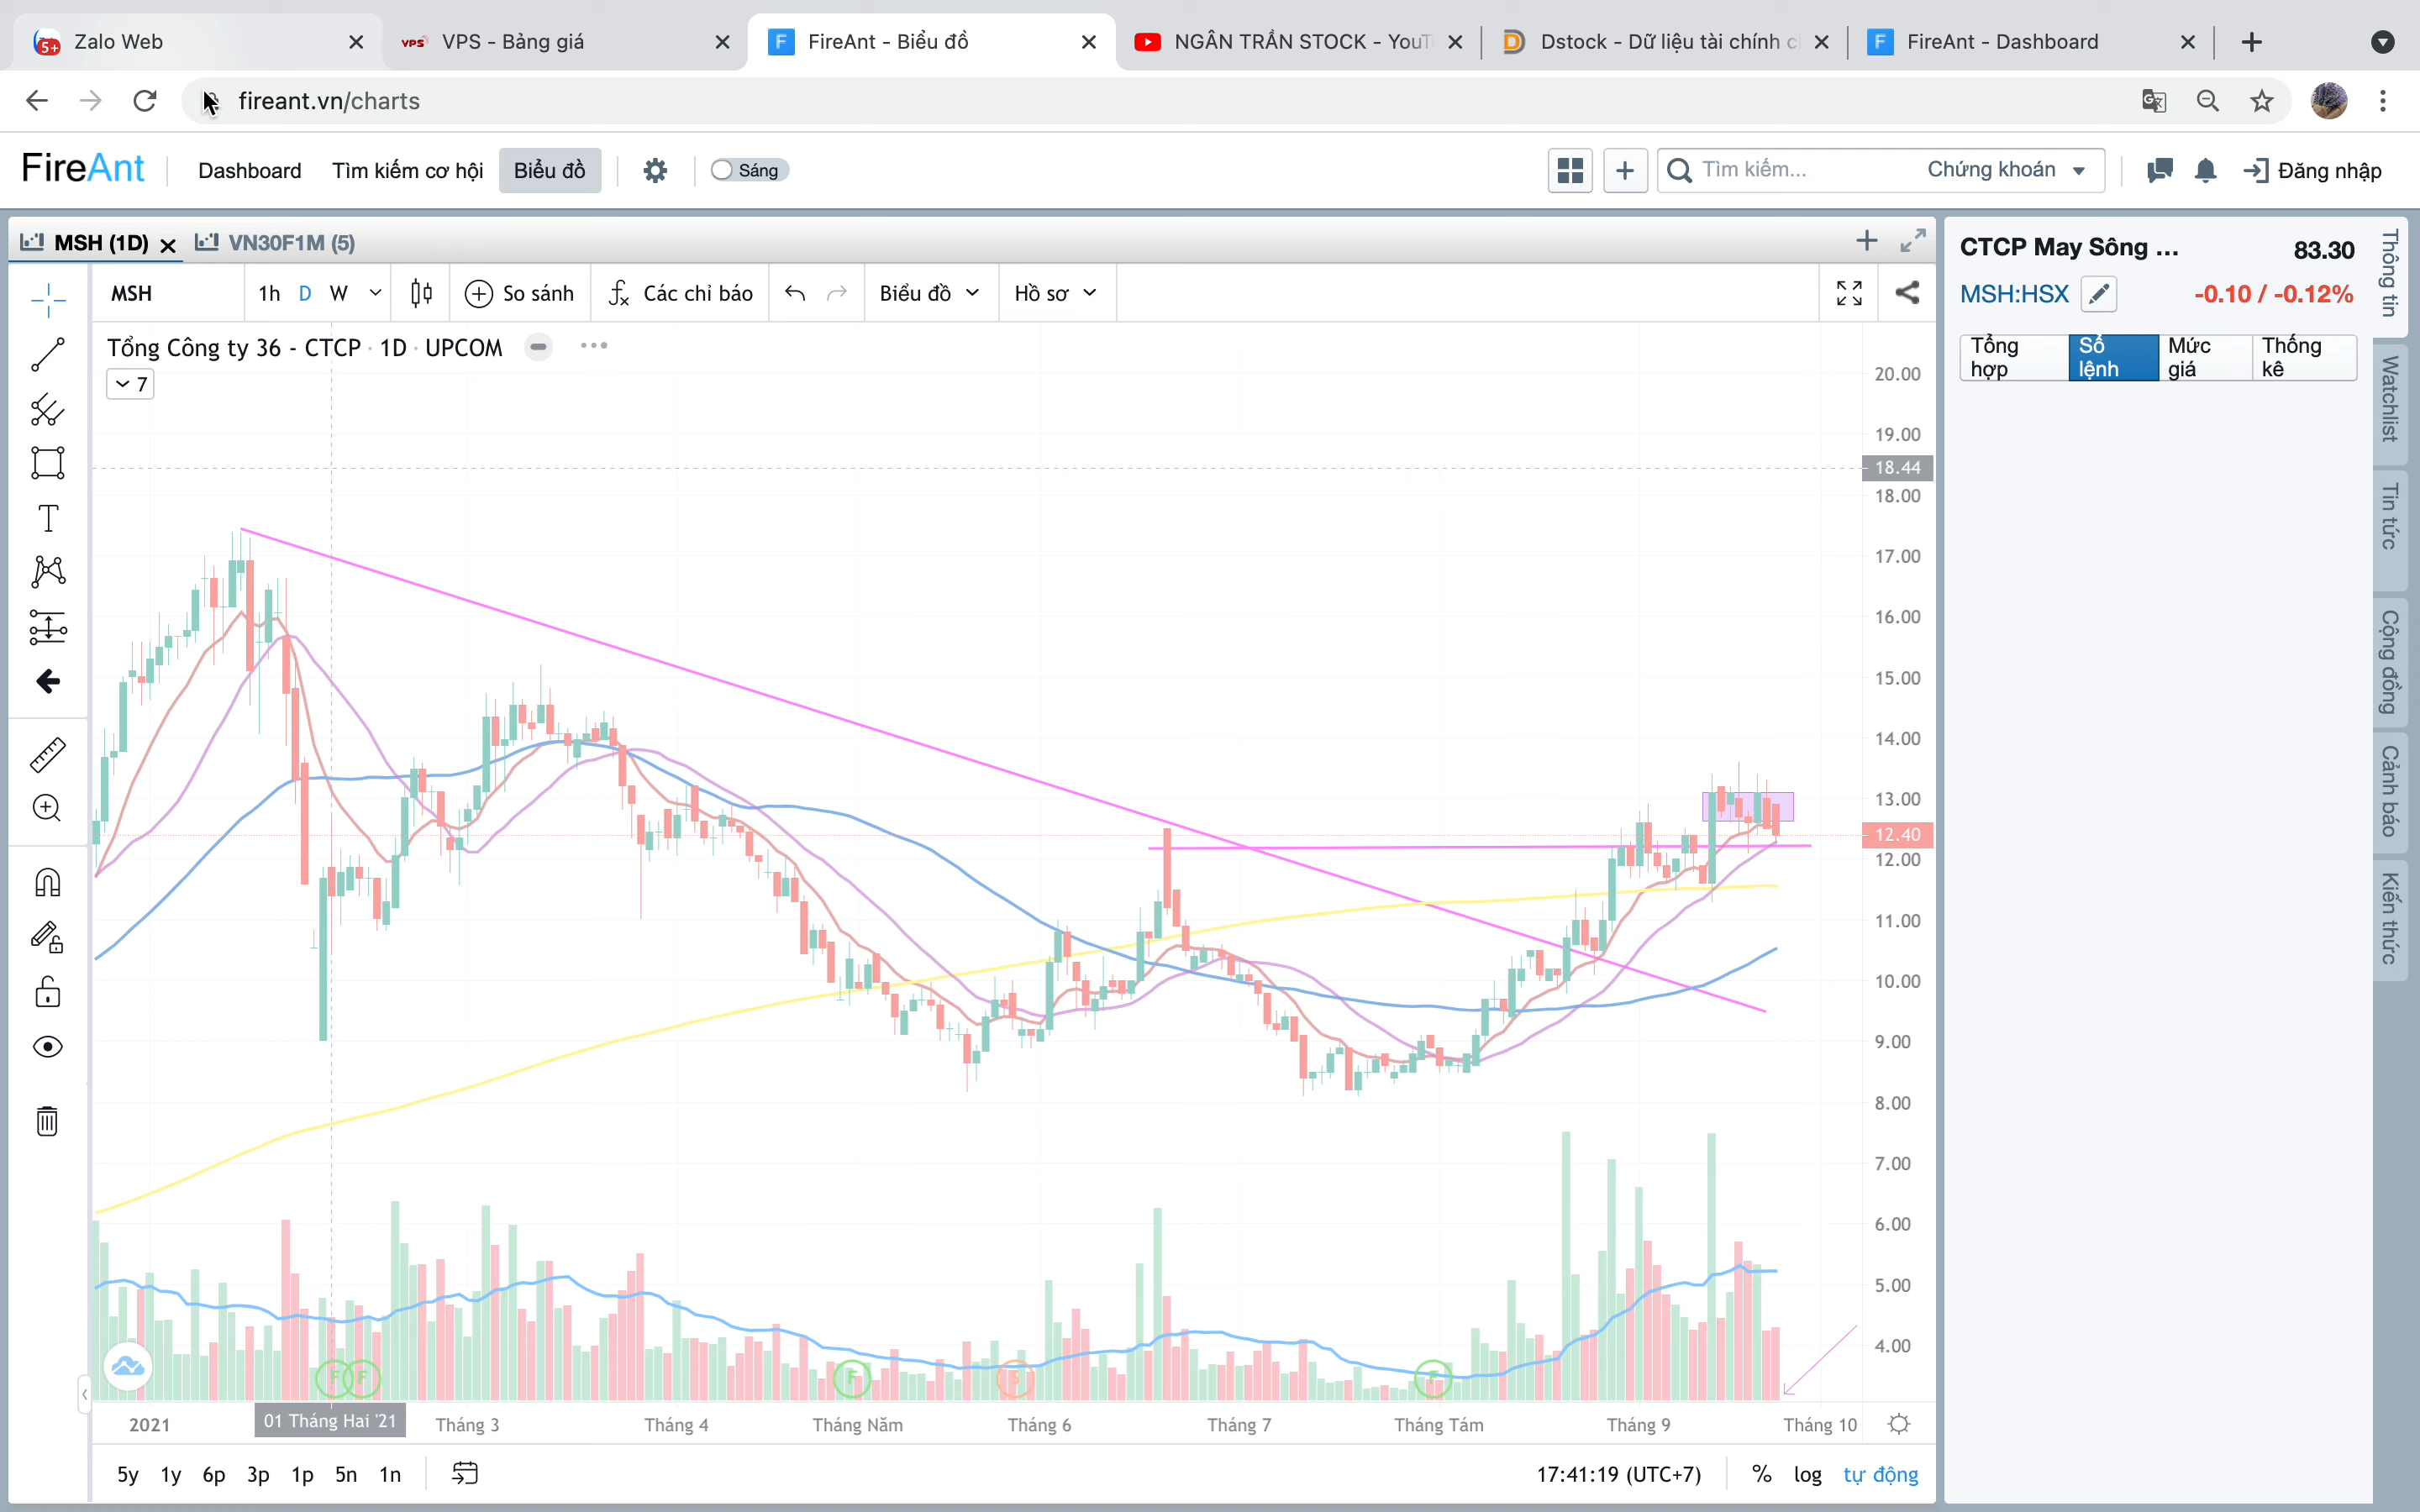 Zalo Web
5+
VPS VPS - Bảng giá
F FireAnt - Biểu đồ
NGÂN TRẦN STOCK - YouT
D Dstock - Dữ liệu tài chính c
F FireAnt - Dashboard
fireant.vn/charts
FireAnt
Dashboard
Tìm kiếm cơ hội
Biểu đồ
Sáng
Tìm kiếm...
Chứng khoán
Đăng nhập
MSH (1D)
VN30F1M (5)
MSH
1h
D
W
So sánh
Các chỉ báo
Biểu đồ
Hồ sơ
Tổng Công ty 36 - CTCP · 1D · UPCOM
7
20.00
19.00
18.44
18.00
17.00
16.00
15.00
14.00
13.00
12.40
12.00
11.00
10.00
9.00
8.00
7.00
6.00
5.00
4.00
F
F
F
S
F
2021
01 Tháng Hai '21
Tháng 3
Tháng 4
Tháng Năm
Tháng 6
Tháng 7
Tháng Tám
Tháng 9
Tháng 10
5y
1y
6p
3p
1p
5n
1n
17:41:19 (UTC+7)
%
log
tự động
CTCP May Sông ...
83.30
MSH:HSX
-0.10 / -0.12%
Tổng hợp
Sổ lệnh
Mức giá
Thống kê
Thông tin
Watchlist
Tin tức
Cộng đồng
Cảnh báo
Kiến thức